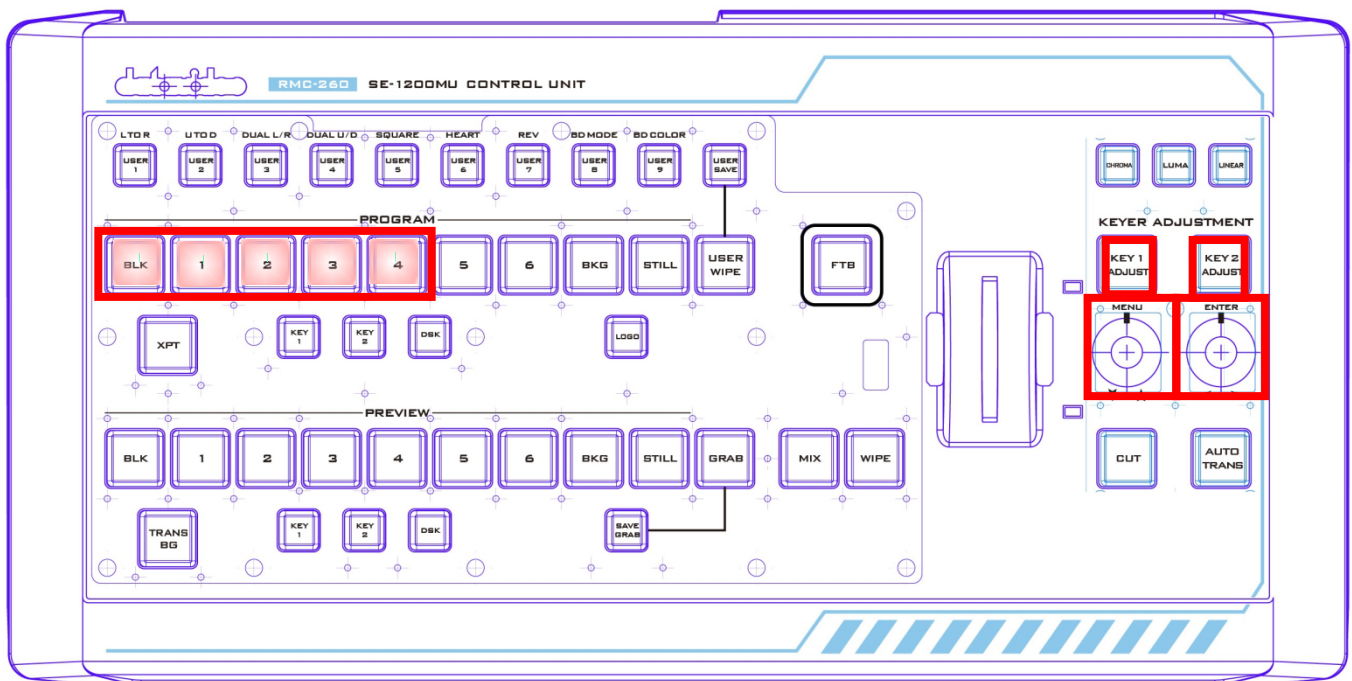 RMC-260 SE-1200MU CONTROL UNIT
L TO R U TO D DUAL L/R DUAL U/D SQUARE HEART REV BD MODE BD COLOR
USER 1 USER 2 USER 3 USER 4 USER 5 USER 6 USER 7 USER 8 USER 9 USER SAVE
CHROMA LUMA LINEAR
PROGRAM
KEYER ADJUSTMENT
BLK 1 2 3 4 5 6 BKG STILL USER WIPE FTB
KEY 1 ADJUST KEY 2 ADJUST
MENU ENTER
XPT KEY 1 KEY 2 DSK LOGO
PREVIEW
BLK 1 2 3 4 5 6 BKG STILL GRAB MIX WIPE
CUT AUTO TRANS
TRANS BG KEY 1 KEY 2 DSK SAVE GRAB